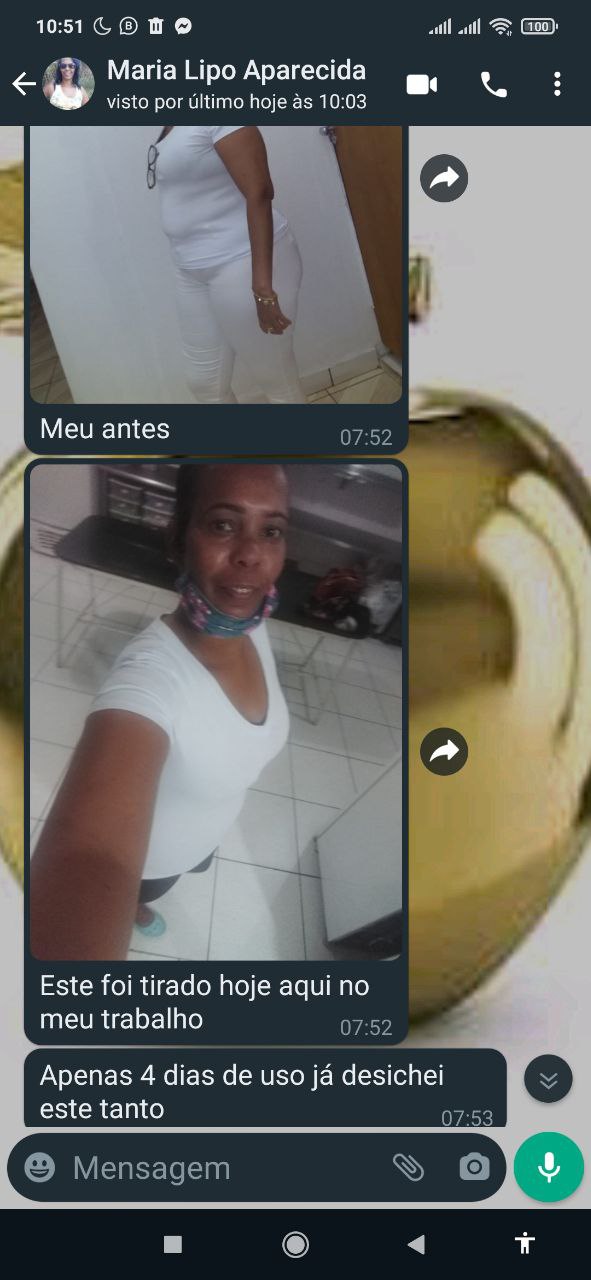 10:51
100
Maria Lipo Aparecida
visto por último hoje às 10:03
Meu antes
07:52
Este foi tirado hoje aqui no
meu trabalho
07:52
Apenas 4 dias de uso já desichei
este tanto
07:53
Mensagem